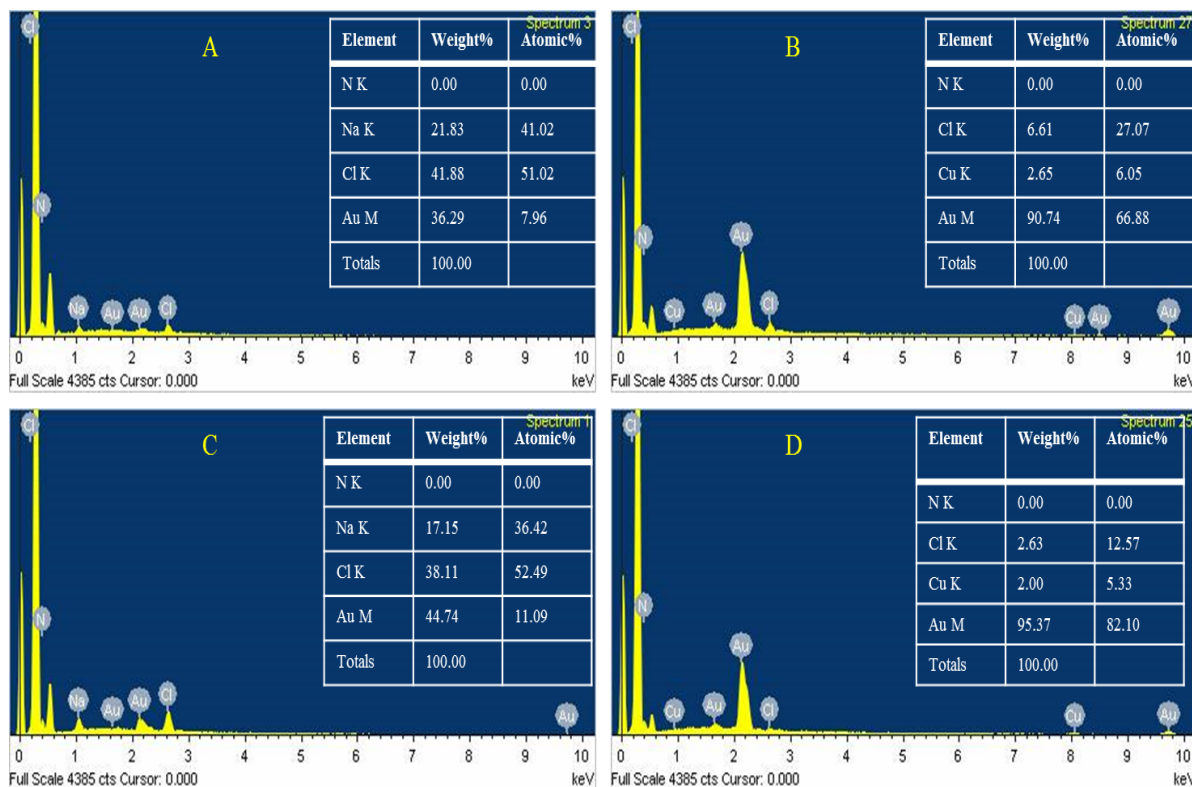 Spectrum 3
A
Cl
N
Na Au Au Cl
Element Weight% Atomic%
N K 0.00 0.00
Na K 21.83 41.02
Cl K 41.88 51.02
Au M 36.29 7.96
Totals 100.00
0 1 2 3 4 5 6 7 8 9 10
Full Scale 4385 cts Cursor: 0.000 keV
Spectrum 27
B
Cl
N
Au
Cu Au Cl Cu Au Au
Element Weight% Atomic%
N K 0.00 0.00
Cl K 6.61 27.07
Cu K 2.65 6.05
Au M 90.74 66.88
Totals 100.00
0 1 2 3 4 5 6 7 8 9 10
Full Scale 4385 cts Cursor: 0.000 keV
Spectrum 1
C
Cl
N
Na Au Au Cl Au
Element Weight% Atomic%
N K 0.00 0.00
Na K 17.15 36.42
Cl K 38.11 52.49
Au M 44.74 11.09
Totals 100.00
0 1 2 3 4 5 6 7 8 9 10
Full Scale 4385 cts Cursor: 0.000 keV
Spectrum 25
D
Cl
N
Au
Cu Au Cl Cu Au
Element Weight% Atomic%
N K 0.00 0.00
Cl K 2.63 12.57
Cu K 2.00 5.33
Au M 95.37 82.10
Totals 100.00
0 1 2 3 4 5 6 7 8 9 10
Full Scale 4385 cts Cursor: 0.000 keV